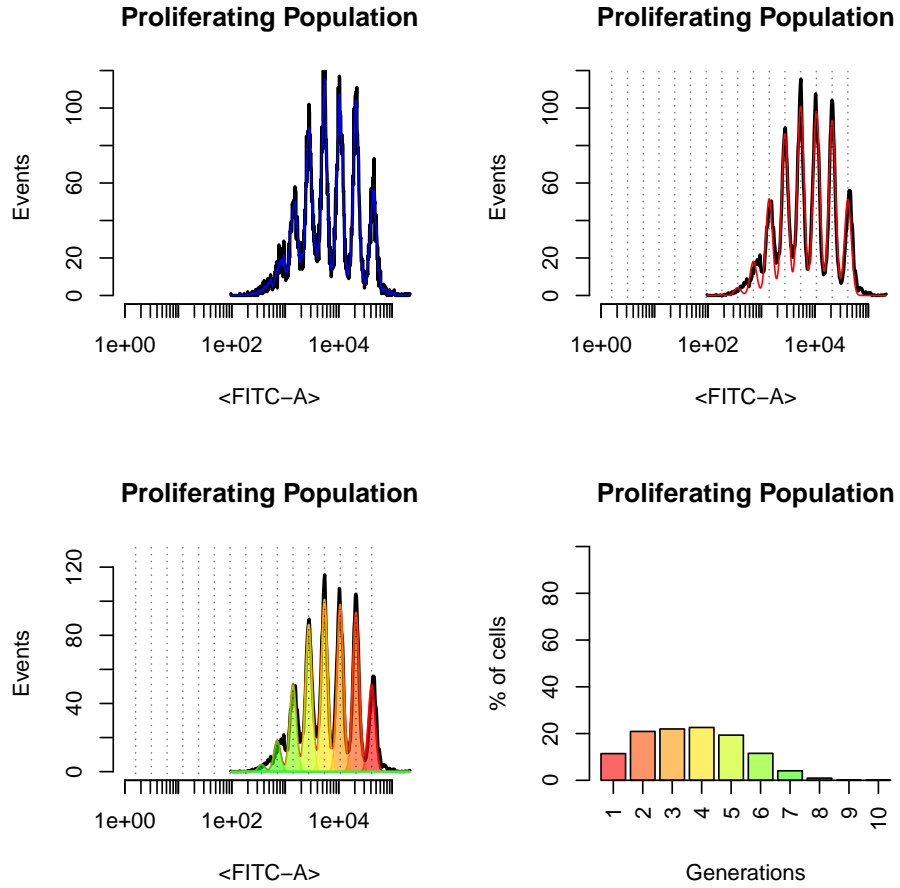 Proliferating Population
Events
0
20
60
100
1e+00
1e+02
1e+04
<FITC−A>
Proliferating Population
Events
0
20
60
100
1e+00
1e+02
1e+04
<FITC−A>
Proliferating Population
Events
0
40
80
120
1e+00
1e+02
1e+04
<FITC−A>
Proliferating Population
% of cells
0
20
40
60
80
1
2
3
4
5
6
7
8
9
10
Generations